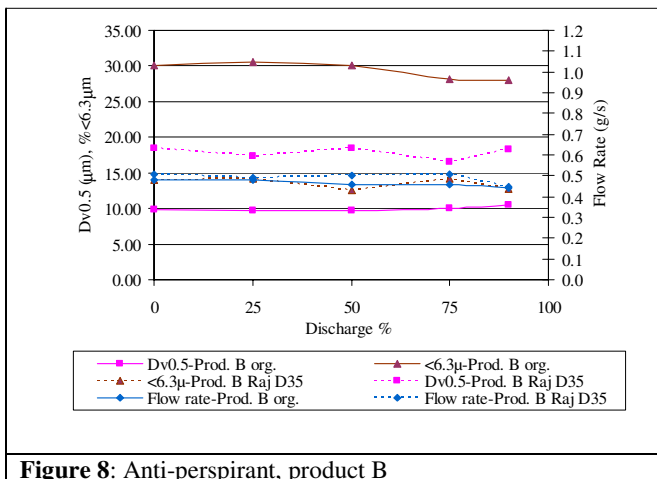 35.00
30.00
25.00
20.00
15.00
10.00
5.00
0.00
Dv0.5 (µm), %<6.3µm
1.2
1.1
1.0
0.9
0.8
0.7
0.6
0.5
0.4
0.3
0.2
0.1
0.0
Flow Rate (g/s)
0 25 50 75 100
Discharge %
Dv0.5-Prod. B org. <6.3µ-Prod. B org.
<6.3µ-Prod. B Raj D35 Dv0.5-Prod. B Raj D35
Flow rate-Prod. B org. Flow rate-Prod. B Raj D35
Figure 8: Anti-perspirant, product B